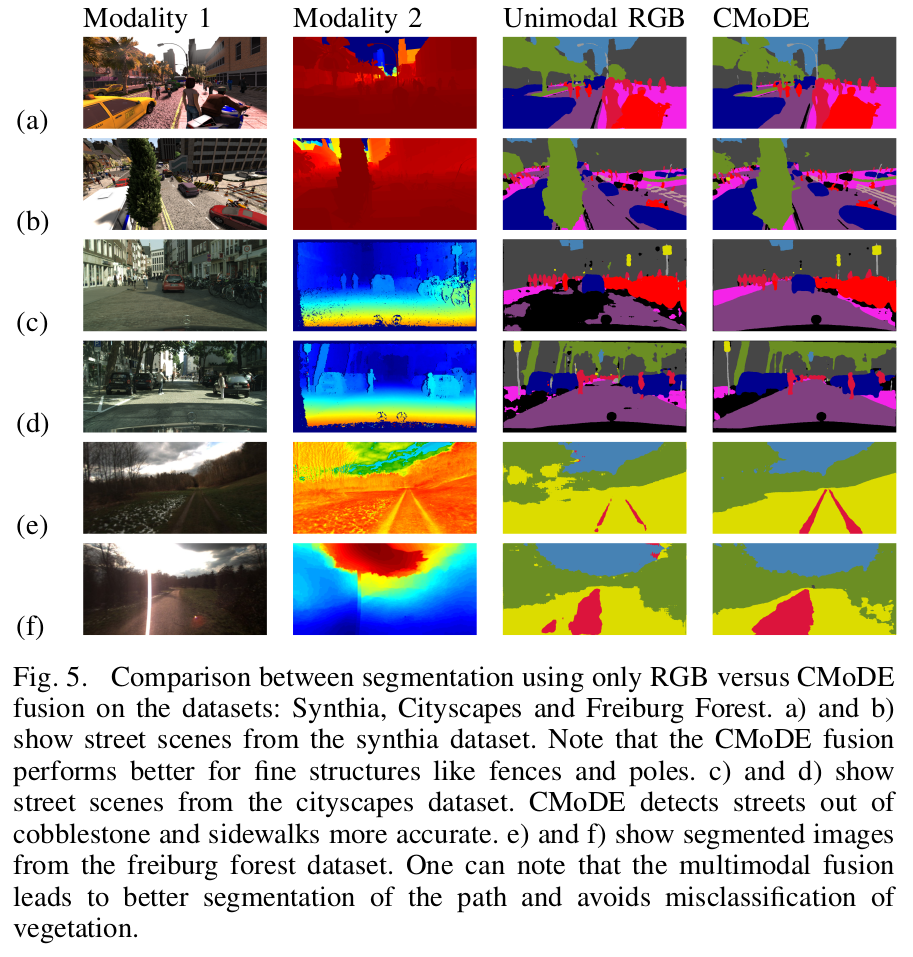 Modality 1 Modality 2 Unimodal RGB CMoDE
(a)
(b)
(c)
(d)
(e)
(f)
Fig. 5. Comparison between segmentation using only RGB versus CMoDE
fusion on the datasets: Synthia, Cityscapes and Freiburg Forest. a) and b)
show street scenes from the synthia dataset. Note that the CMoDE fusion
performs better for fine structures like fences and poles. c) and d) show
street scenes from the cityscapes dataset. CMoDE detects streets out of
cobblestone and sidewalks more accurate. e) and f) show segmented images
from the freiburg forest dataset. One can note that the multimodal fusion
leads to better segmentation of the path and avoids misclassification of
vegetation.